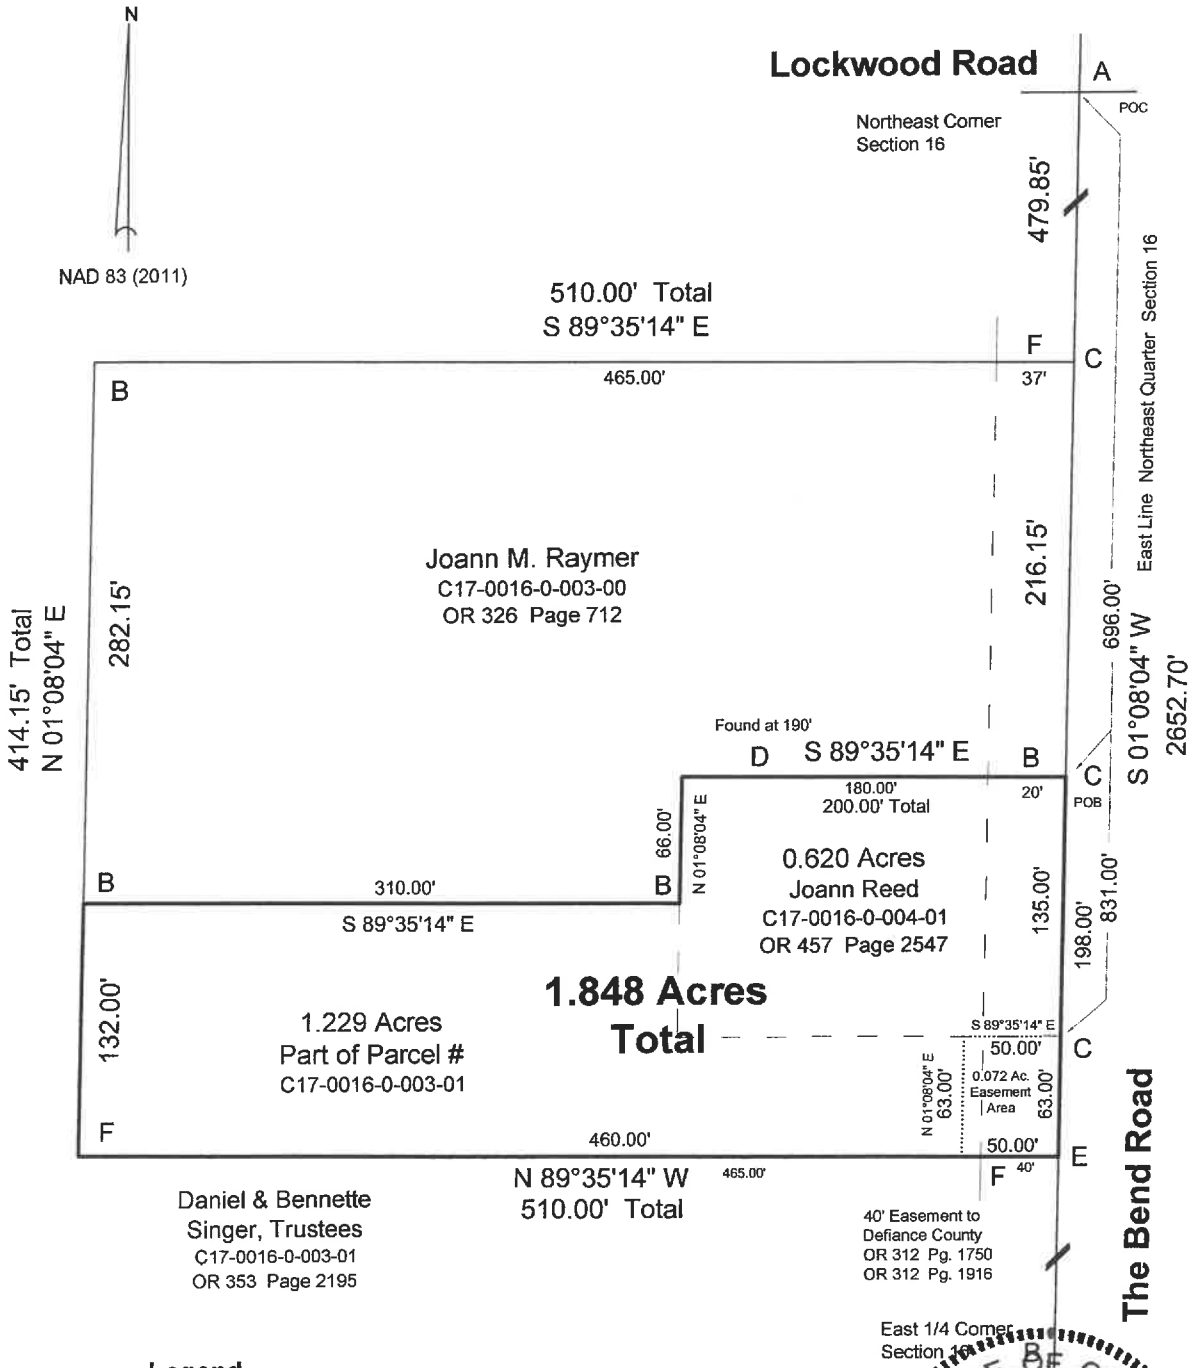 N
NAD 83 (2011)
Lockwood Road
A
POC
Northeast Corner
Section 16
479.85'
510.00' Total
S 89°35'14" E
F
C
B
465.00'
37'
East Line Northeast Quarter Section 16
Joann M. Raymer
C17-0016-0-003-00
OR 326 Page 712
282.15'
414.15' Total
N 01°08'04" E
216.15'
696.00'
S 01°08'04" W
2652.70'
Found at 190'
D
S 89°35'14" E
B
C
180.00'
20'
POB
200.00' Total
66.00'
N 01°08'04" E
0.620 Acres
Joann Reed
C17-0016-0-004-01
OR 457 Page 2547
135.00'
198.00'
831.00'
B
310.00'
B
S 89°35'14" E
1.848 Acres
Total
132.00'
1.229 Acres
Part of Parcel #
C17-0016-0-003-01
S 89°35'14" E
50.00'
C
N 01°08'04" E
63.00'
0.072 Ac.
Easement
Area
63.00'
F
460.00'
50.00'
E
N 89°35'14" W
465.00'
F
40'
510.00' Total
Daniel & Bennette
Singer, Trustees
C17-0016-0-003-01
OR 353 Page 2195
40' Easement to
Defiance County
OR 312 Pg. 1750
OR 312 Pg. 1916
The Bend Road
East 1/4 Corner
Section 16
B
Legend
OF